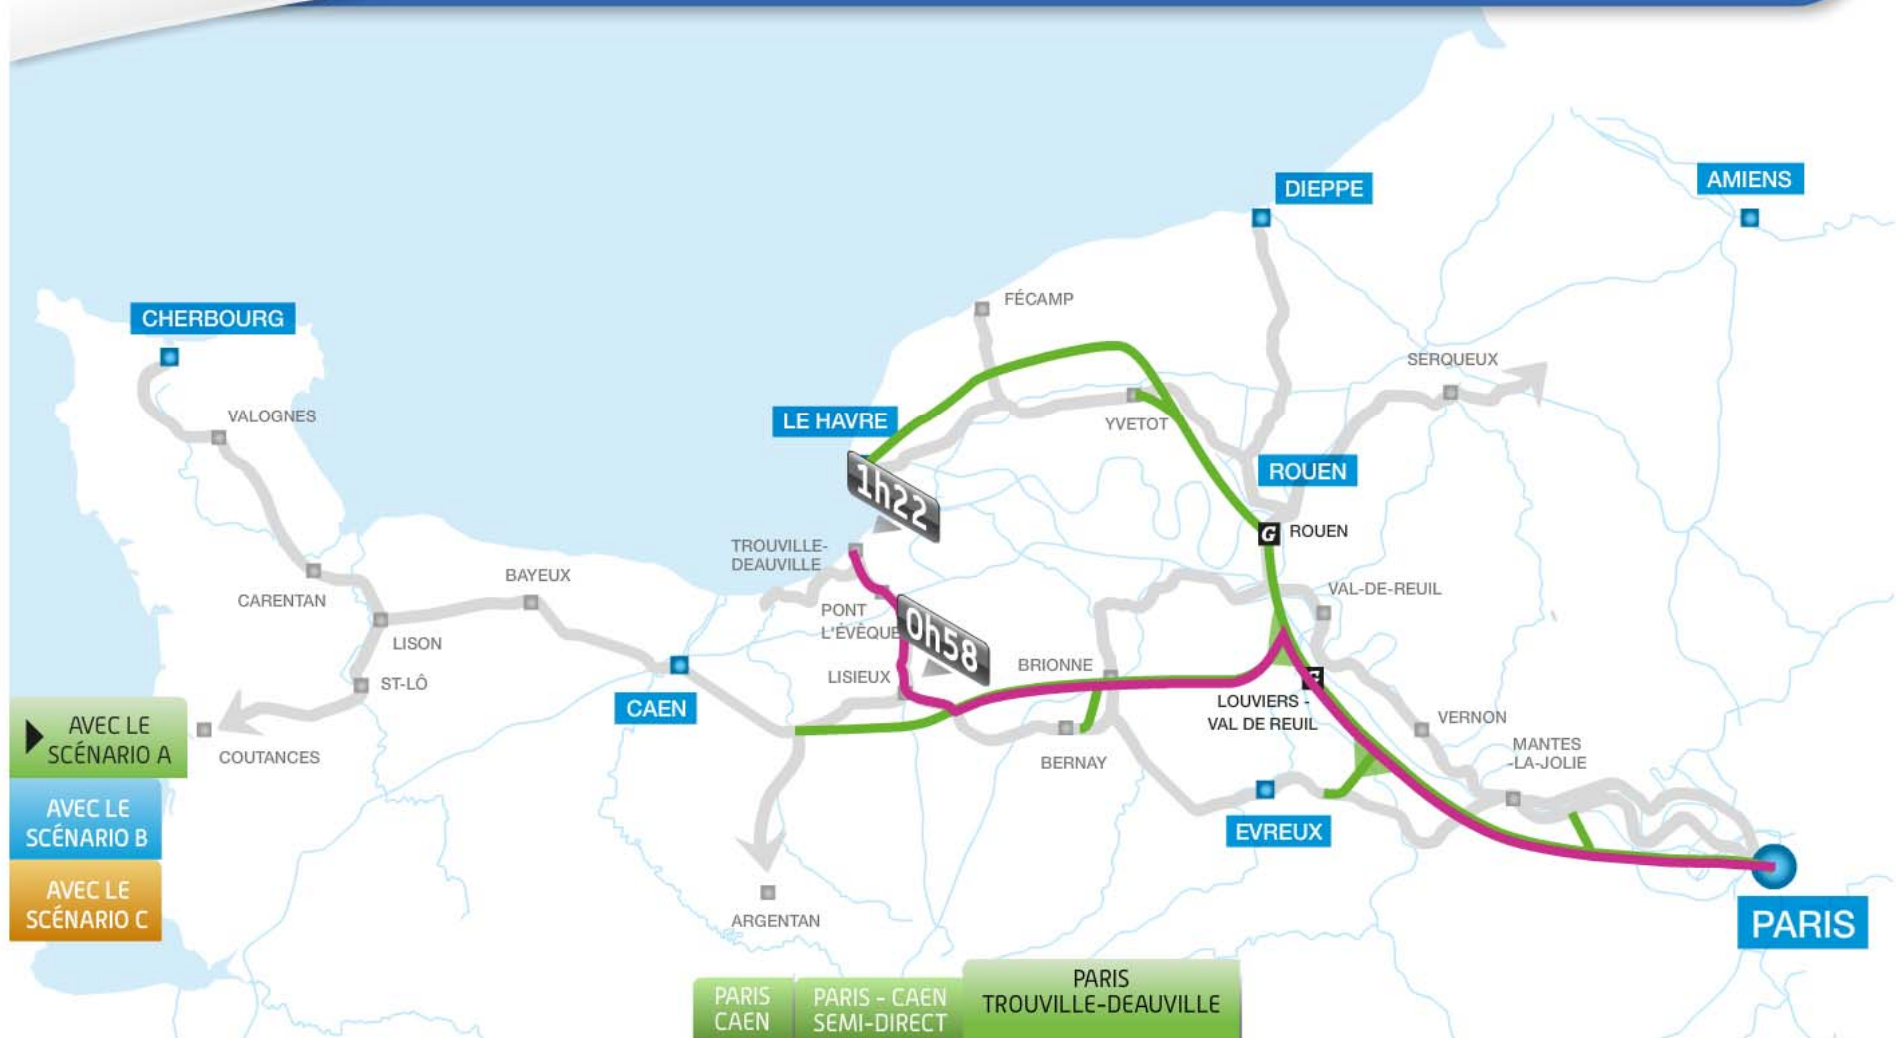 DIEPPE
AMIENS
CHERBOURG
FÉCAMP
SERQUEUX
VALOGNES
LE HAVRE
YVETOT
ROUEN
1h22
G ROUEN
TROUVILLE-
DEAUVILLE
BAYEUX
CARENTAN
VAL-DE-REUIL
PONT
L'ÉVÊQUE
0h58
LISON
BRIONNE
LISIEUX
ST-LÔ
G
LOUVIERS -
VAL DE REUIL
CAEN
VERNON
COUTANCES
BERNAY
MANTES
-LA-JOLIE
EVREUX
ARGENTAN
PARIS
AVEC LE
SCÉNARIO A
AVEC LE
SCÉNARIO B
AVEC LE
SCÉNARIO C
PARIS
CAEN
PARIS - CAEN
SEMI-DIRECT
PARIS
TROUVILLE-DEAUVILLE